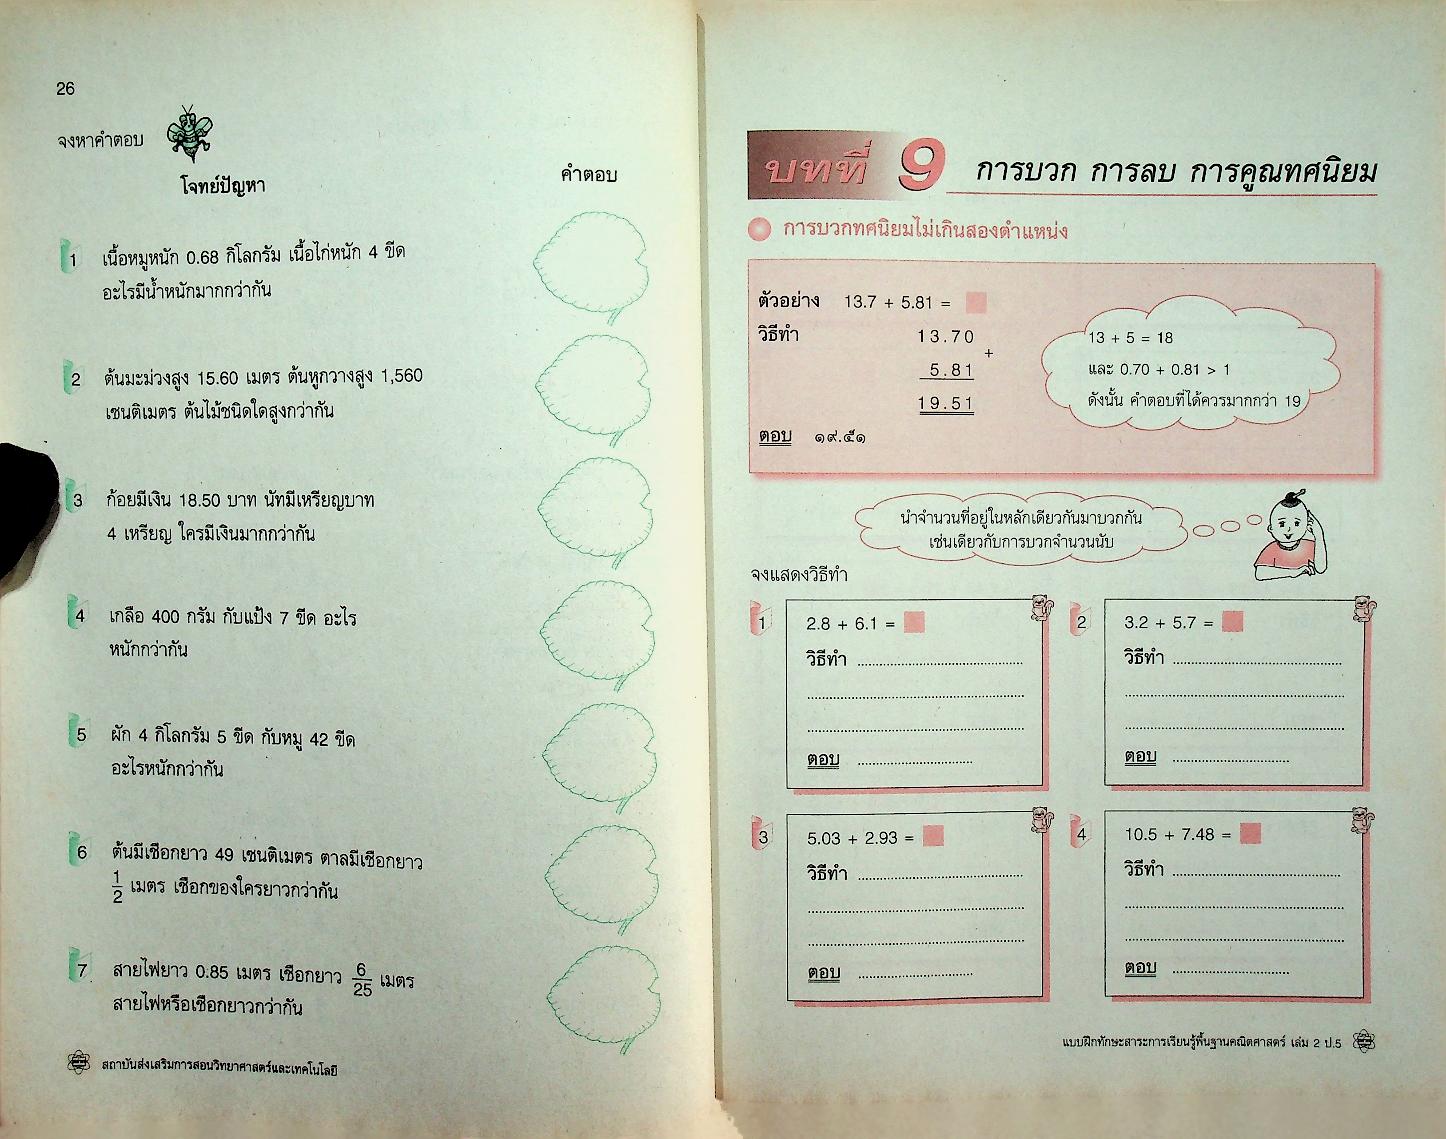 26
จงหาคำตอบ
โจทย์ปัญหา
คำตอบ
1 เนื้อหมูหนัก 0.68 กิโลกรัม เนื้อไก่หนัก 4 ขีด
อะไรมีน้ำหนักมากกว่ากัน
2 ต้นมะม่วงสูง 15.60 เมตร ต้นหูกวางสูง 1,560
เซนติเมตร ต้นไม้ชนิดใดสูงกว่ากัน
3 ก้อยมีเงิน 18.50 บาท นัทมีเหรียญบาท
4 เหรียญ ใครมีเงินมากกว่ากัน
4 เกลือ 400 กรัม กับแป้ง 7 ขีด อะไร
หนักกว่ากัน
5 ผัก 4 กิโลกรัม 5 ขีด กับหมู 42 ขีด
อะไรหนักกว่ากัน
6 ต้นมีเชือกยาว 49 เซนติเมตร ตาลมีเชือกยาว
1/2 เมตร เชือกของใครยาวกว่ากัน
7 สายไฟยาว 0.85 เมตร เชือกยาว 6/25 เมตร
สายไฟหรือเชือกยาวกว่ากัน
สถาบันส่งเสริมการสอนวิทยาศาสตร์และเทคโนโลยี
บทที่ 9 การบวก การลบ การคูณทศนิยม
การบวกทศนิยมไม่เกินสองตำแหน่ง
ตัวอย่าง 13.7 + 5.81 =
วิธีทำ 13.70
+
5.81
19.51
ตอบ ๑๙.๕๑
13 + 5 = 18
และ 0.70 + 0.81 > 1
ดังนั้น คำตอบที่ได้ควรมากกว่า 19
นำจำนวนที่อยู่ในหลักเดียวกันมาบวกกัน
เช่นเดียวกับการบวกจำนวนนับ
จงแสดงวิธีทำ
1 2.8 + 6.1 =
วิธีทำ
ตอบ
2 3.2 + 5.7 =
วิธีทำ
ตอบ
3 5.03 + 2.93 =
วิธีทำ
ตอบ
4 10.5 + 7.48 =
วิธีทำ
ตอบ
แบบฝึกทักษะสาระการเรียนรู้พื้นฐานคณิตศาสตร์ เล่ม 2 ป.5